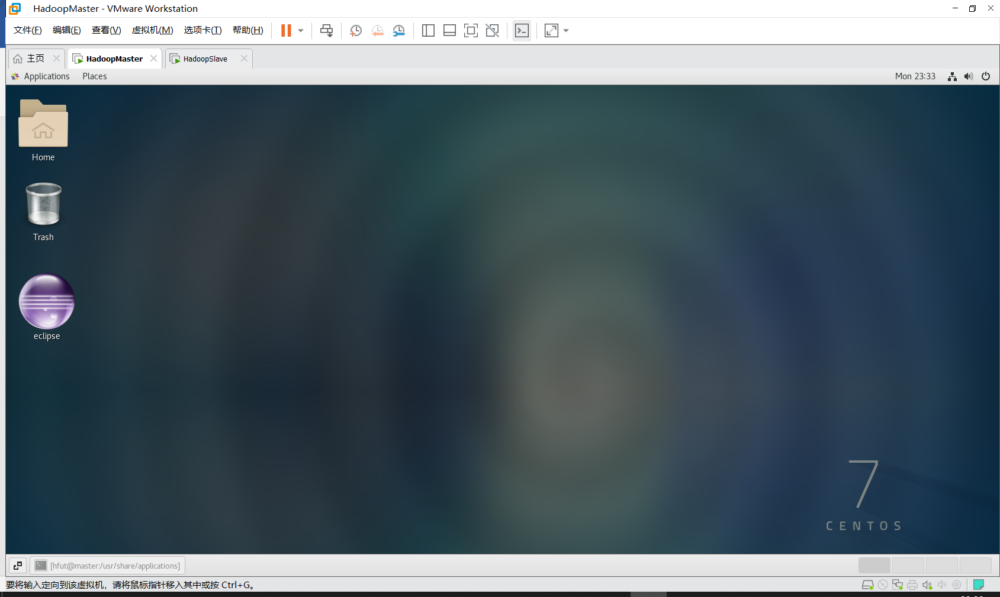 HadoopMaster - VMware Workstation
文件(F) 编辑(E) 查看(V) 虚拟机(M) 选项卡(T) 帮助(H)
主页 HadoopMaster HadoopSlave
Applications Places Mon 23:33
Home
Trash
eclipse
7
CENTOS
[hfut@master:/usr/share/applications]
要将输入定向到该虚拟机，请将鼠标指针移入其中或按 Ctrl+G。